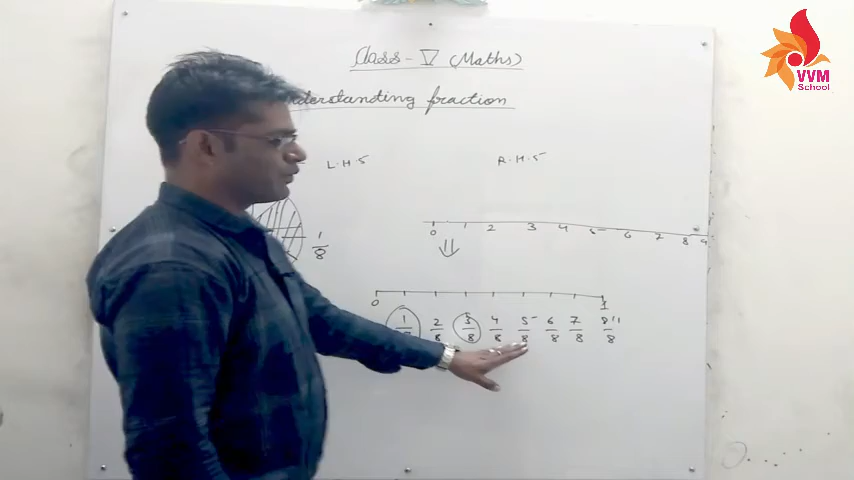 Class - V (Maths)
nderstanding fraction
L.H.S
R.H.S
1/8
0 1 2 3 4 5 6 7 8 9
0 1
1/8 2/8 3/8 4/8 5/8 6/8 7/8 8/8
VVM
School